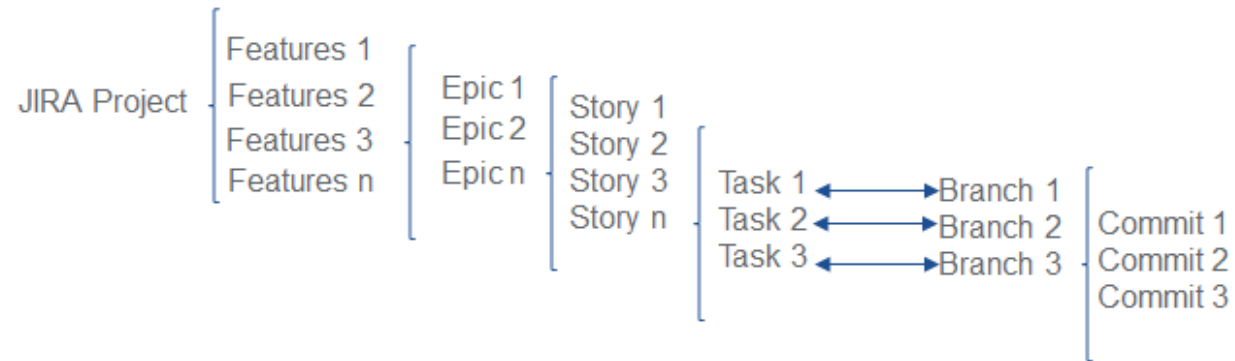 JIRA Project
Features 1
Features 2
Features 3
Features n
Epic 1
Epic 2
Epic n
Story 1
Story 2
Story 3
Story n
Task 1
Task 2
Task 3
Branch 1
Branch 2
Branch 3
Commit 1
Commit 2
Commit 3